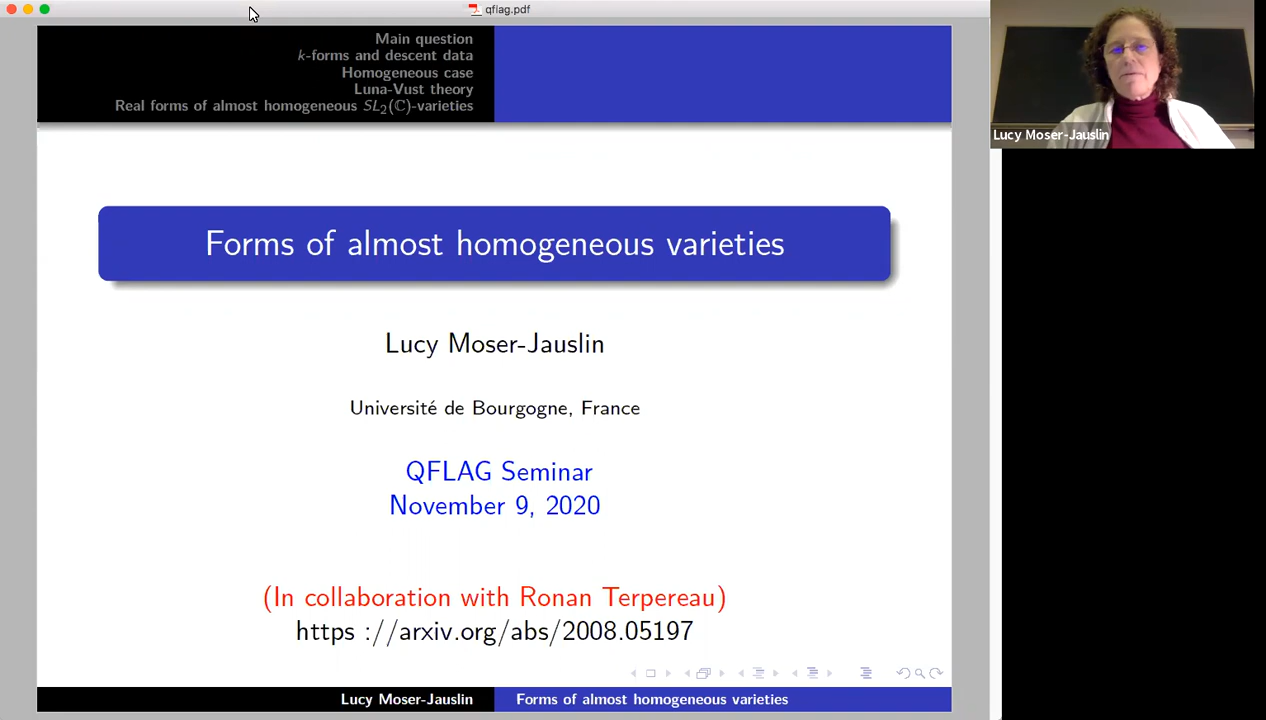 qflag.pdf
Main question
k-forms and descent data
Homogeneous case
Luna-Vust theory
Real forms of almost homogeneous SL₂(ℂ)-varieties
Forms of almost homogeneous varieties
Lucy Moser-Jauslin
Université de Bourgogne, France
QFLAG Seminar
November 9, 2020
(In collaboration with Ronan Terpereau)
https ://arxiv.org/abs/2008.05197
Lucy Moser-Jauslin
Forms of almost homogeneous varieties
Lucy Moser-Jauslin